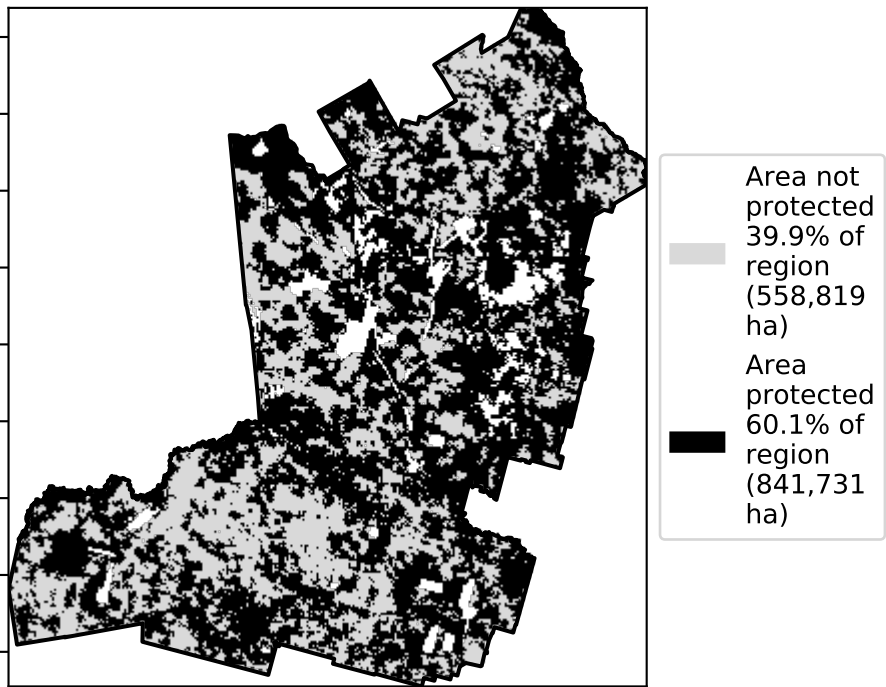 Area not
protected
39.9% of
region
(558,819
ha)
Area
protected
60.1% of
region
(841,731
ha)